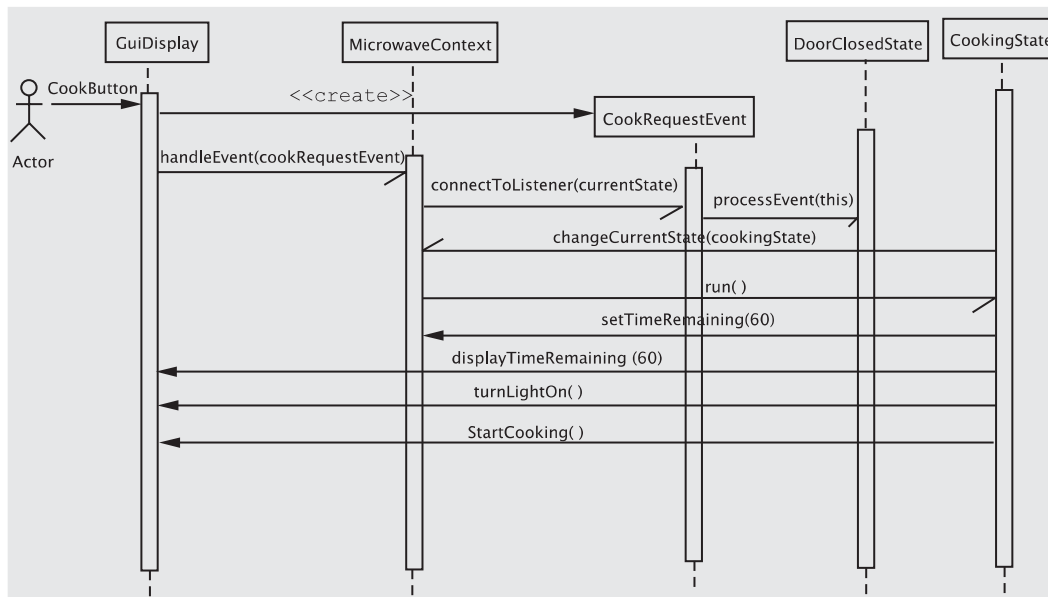 GuiDisplay
MicrowaveContext
DoorClosedState
CookingState
CookButton
<<create>>
CookRequestEvent
Actor
handleEvent(cookRequestEvent)
connectToListener(currentState)
processEvent(this)
changeCurrentState(cookingState)
run( )
setTimeRemaining(60)
displayTimeRemaining (60)
turnLightOn( )
StartCooking( )